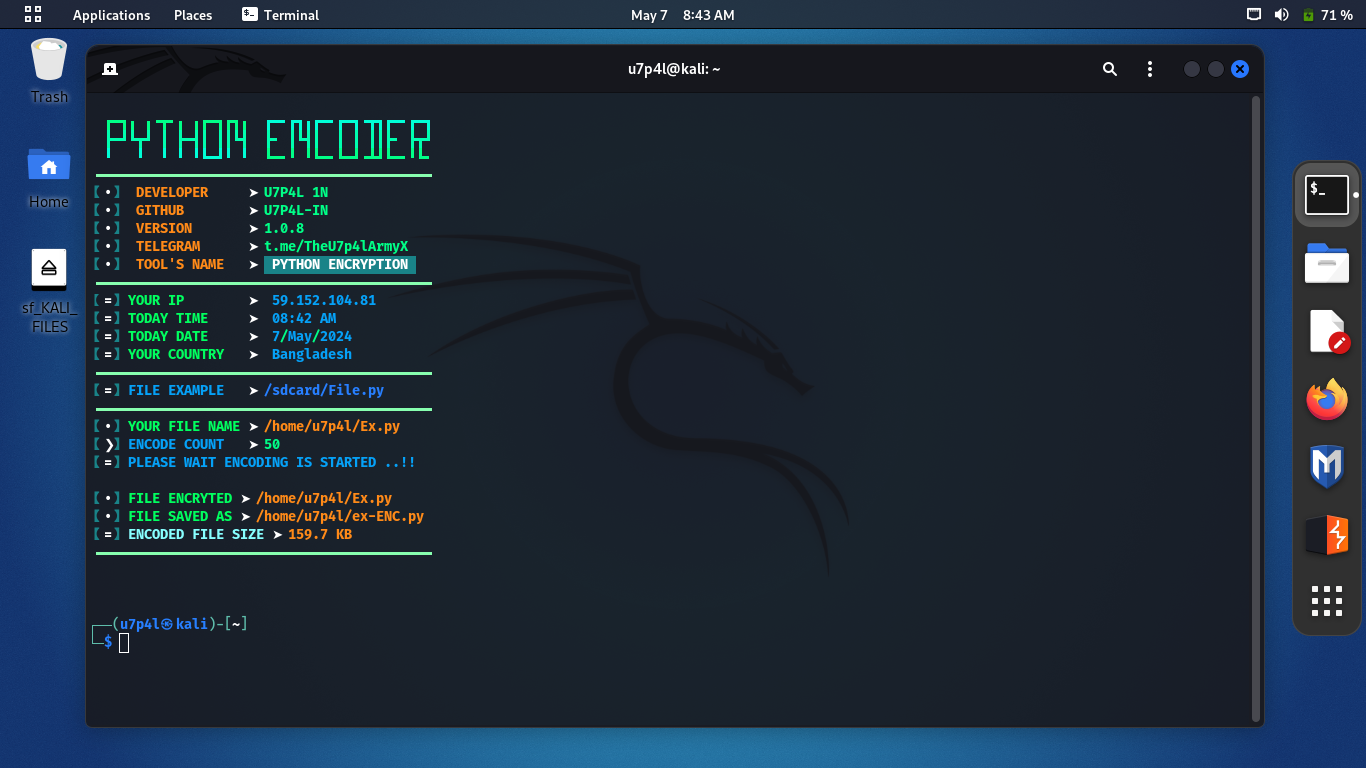 Applications Places Terminal May 7 8:43 AM 71 %
Trash
Home
sf_KALI_
FILES
u7p4l@kali: ~
PYTHON ENCODER
【•】 DEVELOPER ➤ U7P4L 1N
【•】 GITHUB ➤ U7P4L-IN
【•】 VERSION ➤ 1.0.8
【•】 TELEGRAM ➤ t.me/TheU7p4lArmyX
【•】 TOOL'S NAME ➤ PYTHON ENCRYPTION
【=】YOUR IP ➤ 59.152.104.81
【=】TODAY TIME ➤ 08:42 AM
【=】TODAY DATE ➤ 7/May/2024
【=】YOUR COUNTRY ➤ Bangladesh
【=】FILE EXAMPLE ➤ /sdcard/File.py
【•】YOUR FILE NAME ➤ /home/u7p4l/Ex.py
【❯】ENCODE COUNT ➤ 50
【=】PLEASE WAIT ENCODING IS STARTED ..!!
【•】FILE ENCRYTED ➤ /home/u7p4l/Ex.py
【•】FILE SAVED AS ➤ /home/u7p4l/ex-ENC.py
【=】ENCODED FILE SIZE ➤ 159.7 KB
┌──(u7p4l㉿kali)-[~]
└─$
$_